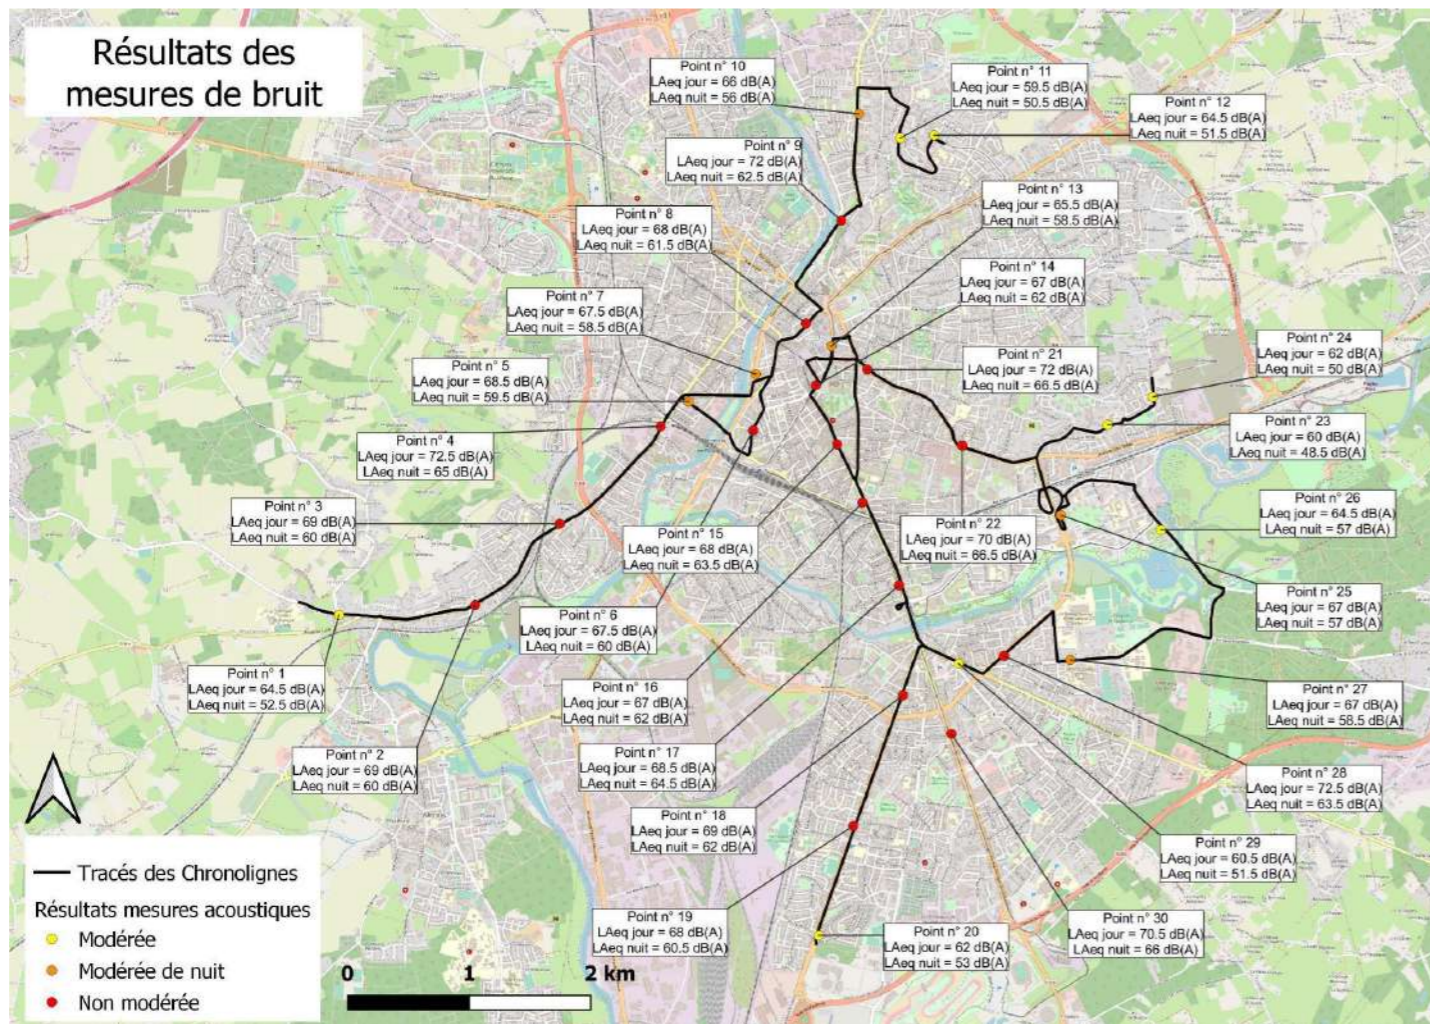 Résultats des
mesures de bruit
Point n° 10
LAeq jour = 66 dB(A)
LAeq nuit = 56 dB(A)
Point n° 11
LAeq jour = 59.5 dB(A)
LAeq nuit = 50.5 dB(A)
Point n° 12
LAeq jour = 64.5 dB(A)
LAeq nuit = 51.5 dB(A)
Point n° 9
LAeq jour = 72 dB(A)
LAeq nuit = 62.5 dB(A)
Point n° 13
LAeq jour = 65.5 dB(A)
LAeq nuit = 58.5 dB(A)
Point n° 8
LAeq jour = 68 dB(A)
LAeq nuit = 61.5 dB(A)
Point n° 14
LAeq jour = 67 dB(A)
LAeq nuit = 62 dB(A)
Point n° 7
LAeq jour = 67.5 dB(A)
LAeq nuit = 58.5 dB(A)
Point n° 24
LAeq jour = 62 dB(A)
LAeq nuit = 50 dB(A)
Point n° 21
LAeq jour = 72 dB(A)
LAeq nuit = 66.5 dB(A)
Point n° 5
LAeq jour = 68.5 dB(A)
LAeq nuit = 59.5 dB(A)
Point n° 23
LAeq jour = 60 dB(A)
LAeq nuit = 48.5 dB(A)
Point n° 4
LAeq jour = 72.5 dB(A)
LAeq nuit = 65 dB(A)
Point n° 26
LAeq jour = 64.5 dB(A)
LAeq nuit = 57 dB(A)
Point n° 3
LAeq jour = 69 dB(A)
LAeq nuit = 60 dB(A)
Point n° 15
LAeq jour = 68 dB(A)
LAeq nuit = 63.5 dB(A)
Point n° 22
LAeq jour = 70 dB(A)
LAeq nuit = 66.5 dB(A)
Point n° 25
LAeq jour = 67 dB(A)
LAeq nuit = 57 dB(A)
Point n° 6
LAeq jour = 67.5 dB(A)
LAeq nuit = 60 dB(A)
Point n° 1
LAeq jour = 64.5 dB(A)
LAeq nuit = 52.5 dB(A)
Point n° 16
LAeq jour = 67 dB(A)
LAeq nuit = 62 dB(A)
Point n° 27
LAeq jour = 67 dB(A)
LAeq nuit = 58.5 dB(A)
Point n° 2
LAeq jour = 69 dB(A)
LAeq nuit = 60 dB(A)
Point n° 17
LAeq jour = 68.5 dB(A)
LAeq nuit = 64.5 dB(A)
Point n° 28
LAeq jour = 72.5 dB(A)
LAeq nuit = 63.5 dB(A)
Point n° 18
LAeq jour = 69 dB(A)
LAeq nuit = 62 dB(A)
Point n° 29
LAeq jour = 60.5 dB(A)
LAeq nuit = 51.5 dB(A)
Point n° 19
LAeq jour = 68 dB(A)
LAeq nuit = 60.5 dB(A)
Point n° 20
LAeq jour = 62 dB(A)
LAeq nuit = 53 dB(A)
Point n° 30
LAeq jour = 70.5 dB(A)
LAeq nuit = 66 dB(A)
Tracés des Chronolignes
Résultats mesures acoustiques
Modérée
Modérée de nuit
Non modérée
0 1 2 km